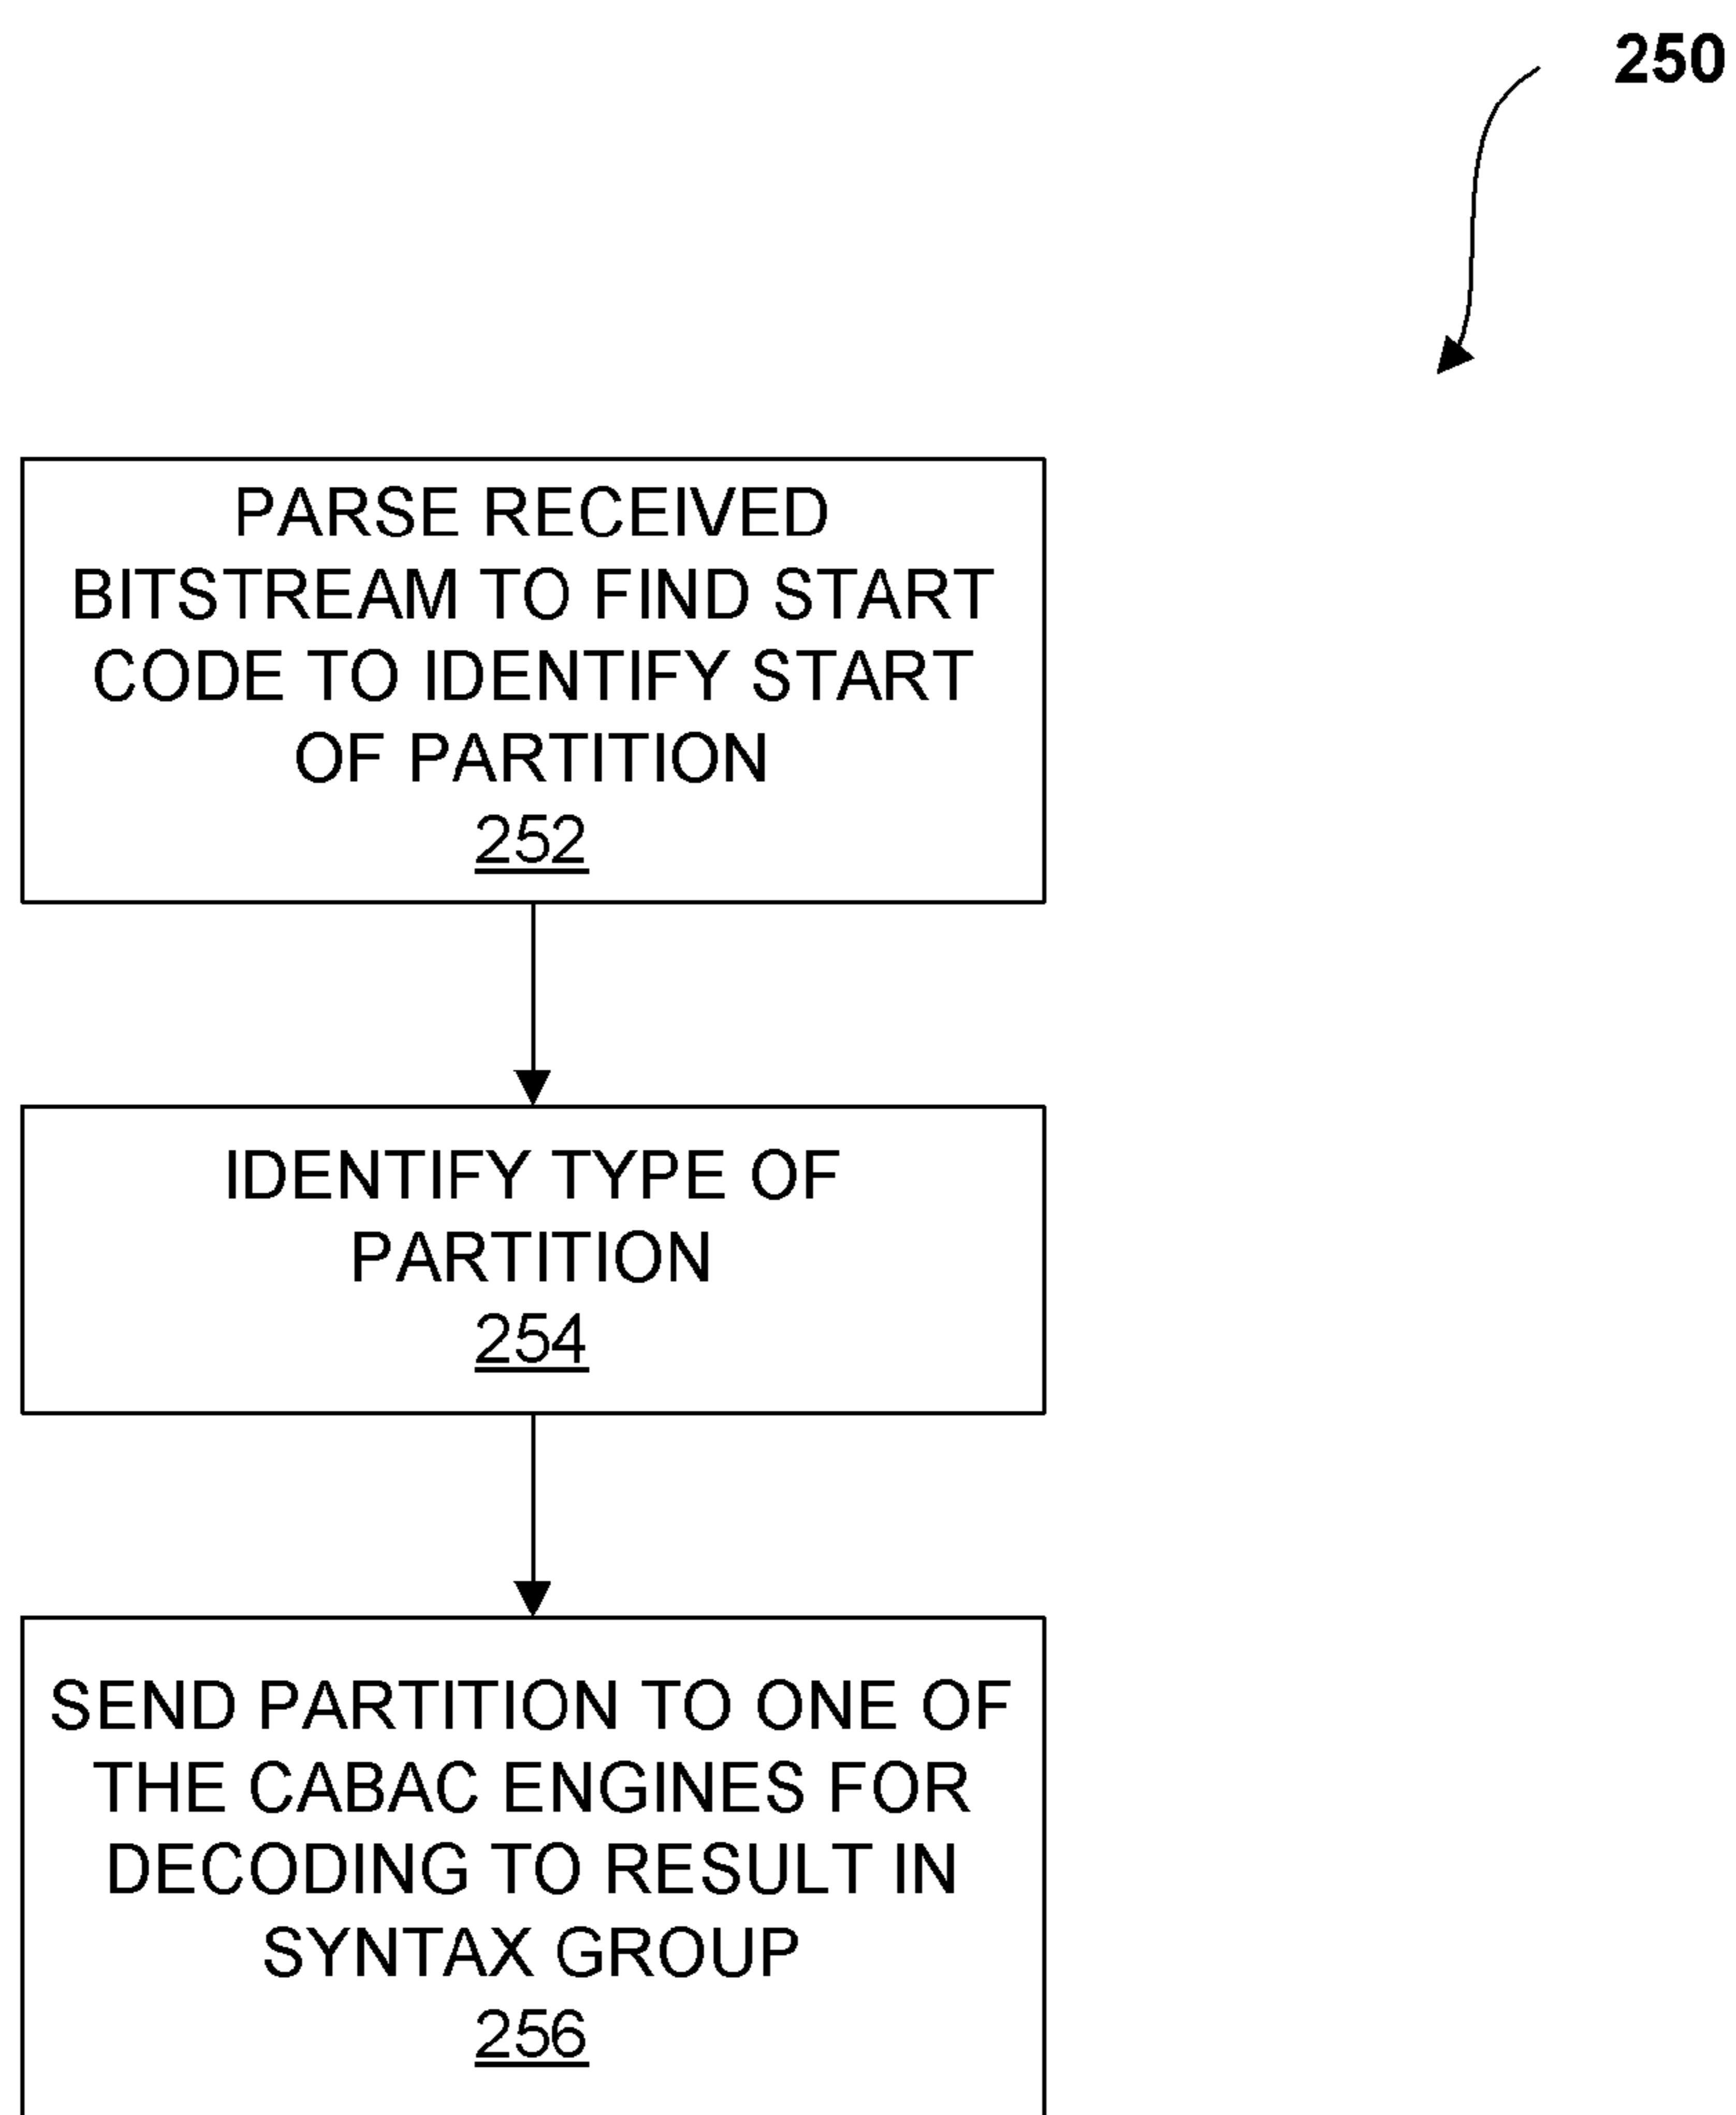 250
PARSE RECEIVED
BITSTREAM TO FIND START
CODE TO IDENTIFY START
OF PARTITION
252
IDENTIFY TYPE OF
PARTITION
254
SEND PARTITION TO ONE OF
THE CABAC ENGINES FOR
DECODING TO RESULT IN
SYNTAX GROUP
256